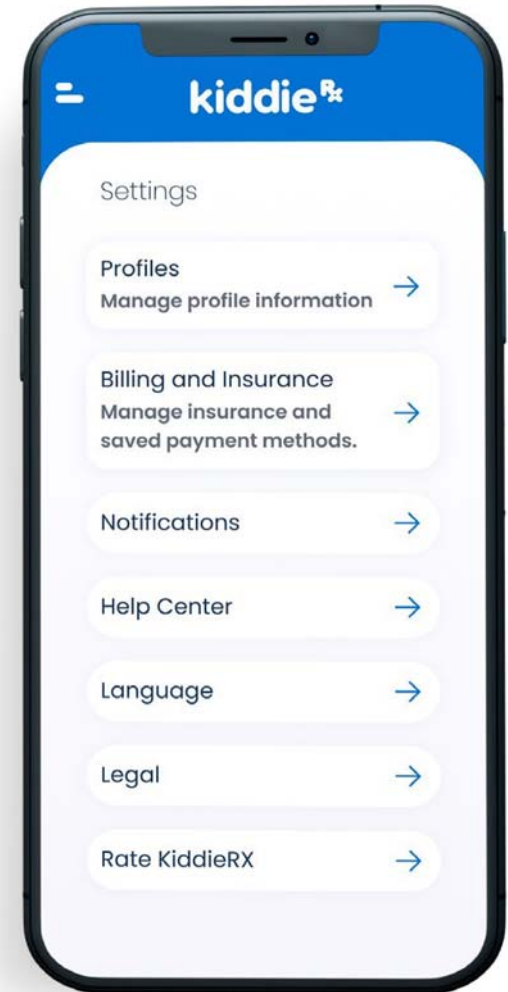 kiddie℞
Settings
Profiles
Manage profile information
Billing and Insurance
Manage insurance and
saved payment methods.
Notifications
Help Center
Language
Legal
Rate KiddieRX